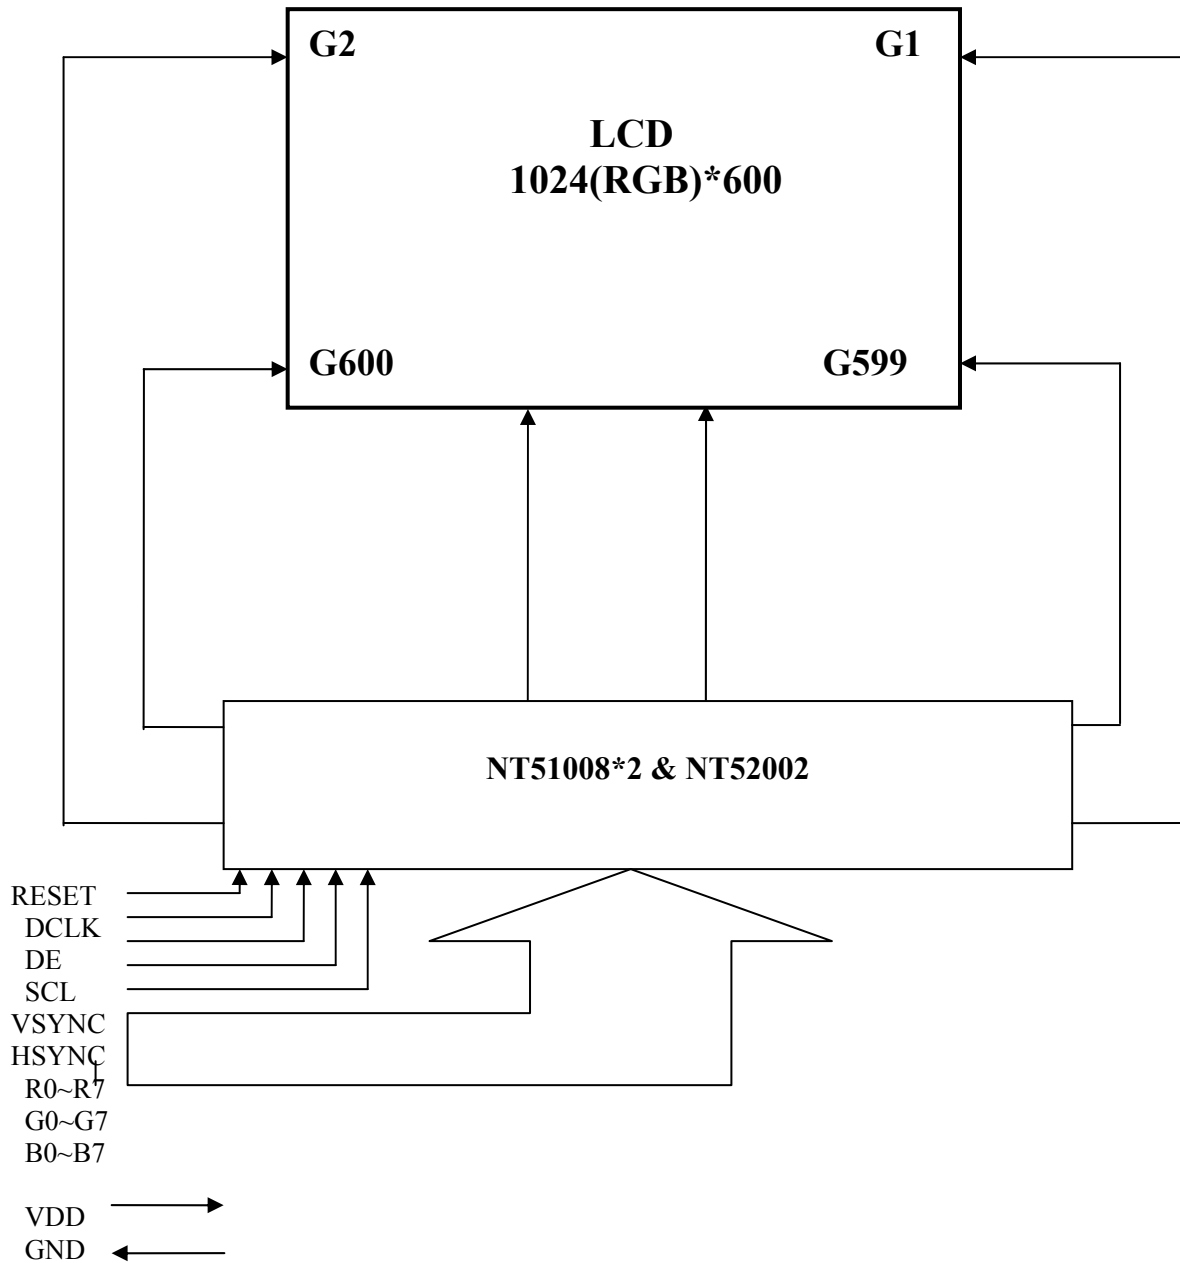 G2 G1
LCD
1024(RGB)*600
G600 G599
NT51008*2 & NT52002
RESET
DCLK
DE
SCL
VSYNC
HSYNC
R0~R7
G0~G7
B0~B7
VDD
GND